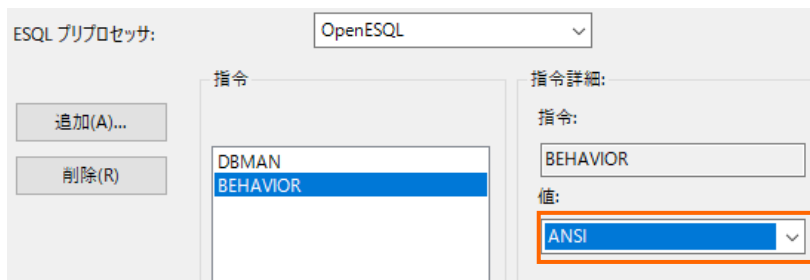 ESQL プリプロセッサ:
OpenESQL
追加(A)...
削除(R)
指令
DBMAN
BEHAVIOR
指令詳細:
指令:
BEHAVIOR
値:
ANSI